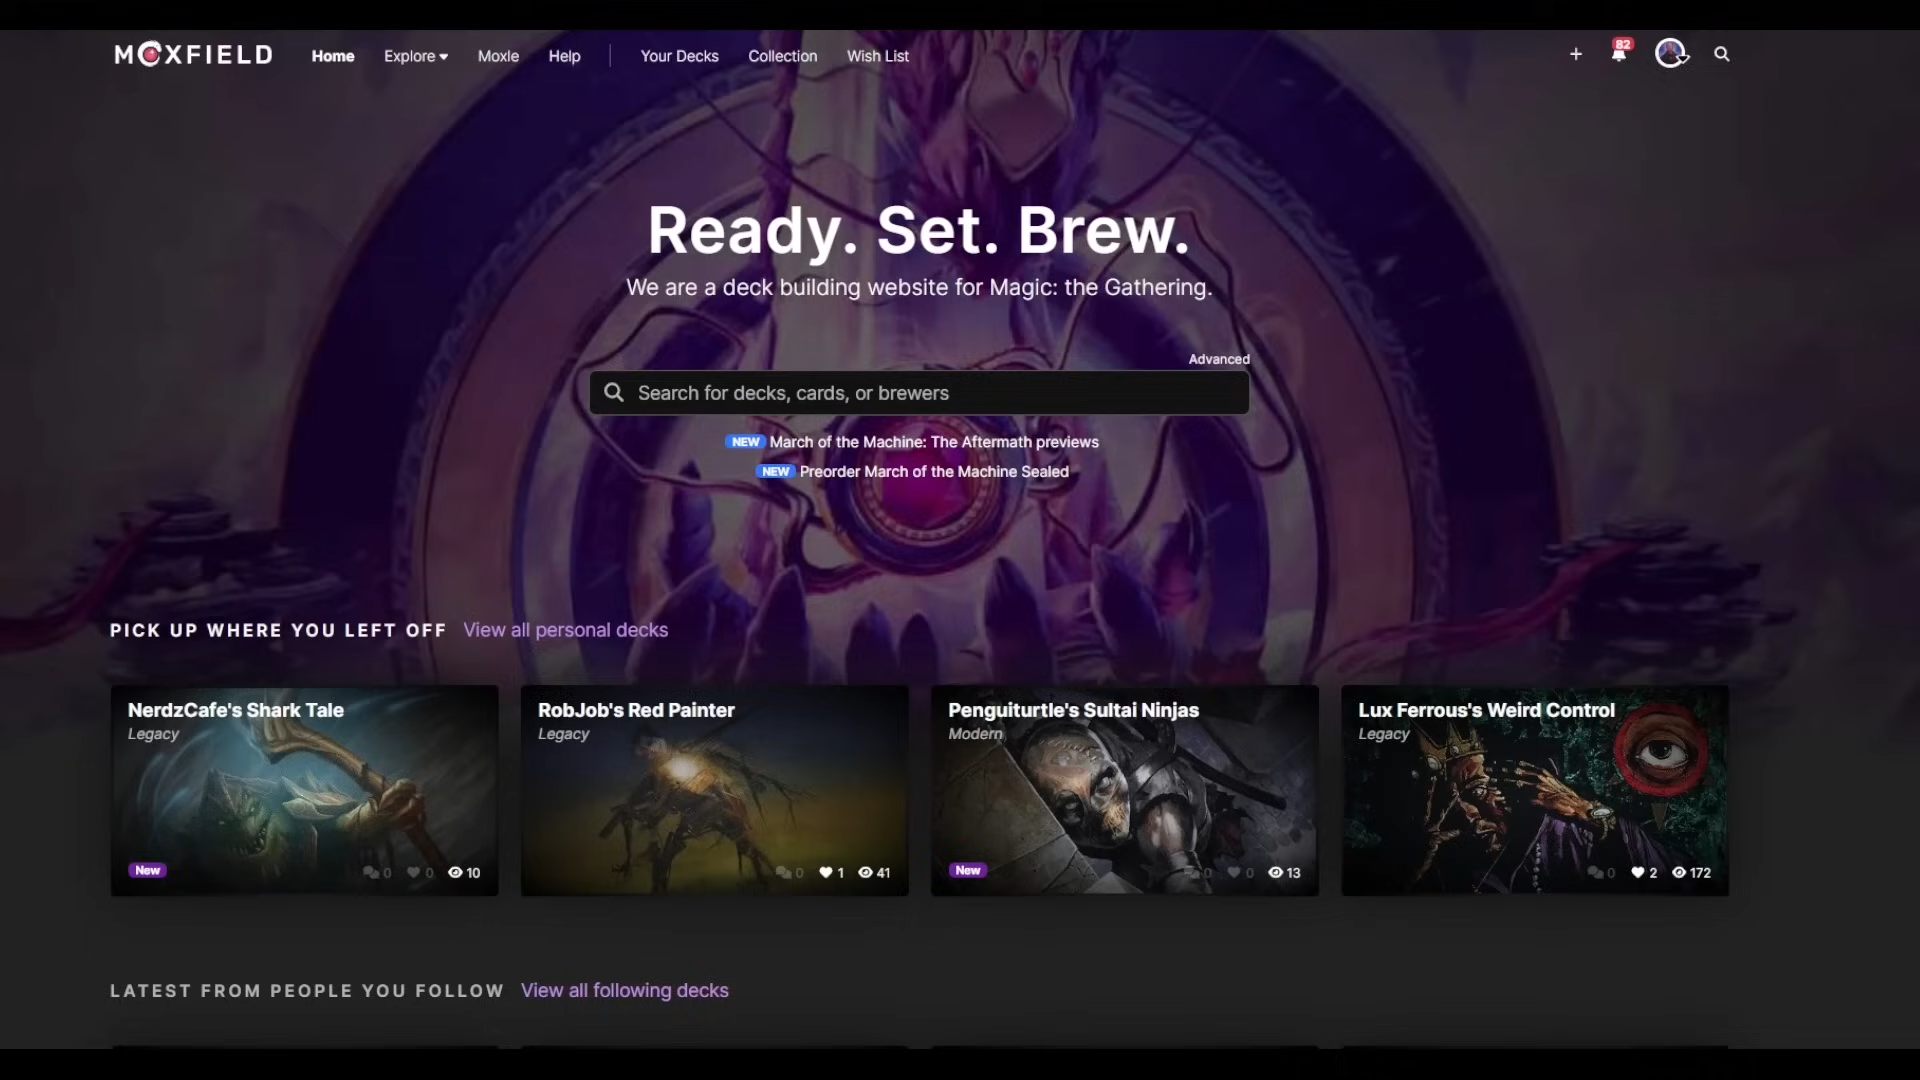 MOXFIELD Home Explore Moxle Help Your Decks Collection Wish List 82
Ready. Set. Brew.
We are a deck building website for Magic: the Gathering.
Advanced
Search for decks, cards, or brewers
NEW March of the Machine: The Aftermath previews
NEW Preorder March of the Machine Sealed
PICK UP WHERE YOU LEFT OFF View all personal decks
NerdzCafe's Shark Tale
Legacy
New 0 0 10
RobJob's Red Painter
Legacy
0 1 41
Penguiturtle's Sultai Ninjas
Modern
New 0 0 13
Lux Ferrous's Weird Control
Legacy
0 2 172
LATEST FROM PEOPLE YOU FOLLOW View all following decks